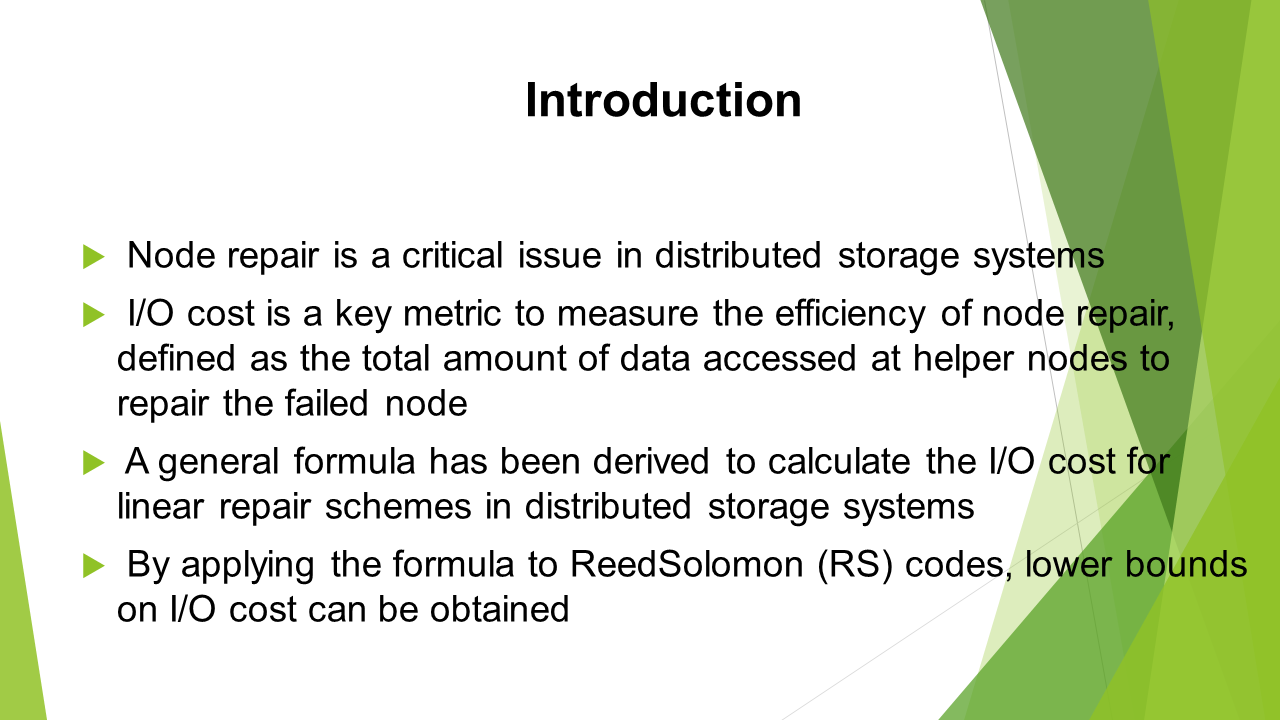 Introduction
Node repair is a critical issue in distributed storage systems
I/O cost is a key metric to measure the efficiency of node repair,
defined as the total amount of data accessed at helper nodes to
repair the failed node
A general formula has been derived to calculate the I/O cost for
linear repair schemes in distributed storage systems
By applying the formula to ReedSolomon (RS) codes, lower bounds
on I/O cost can be obtained